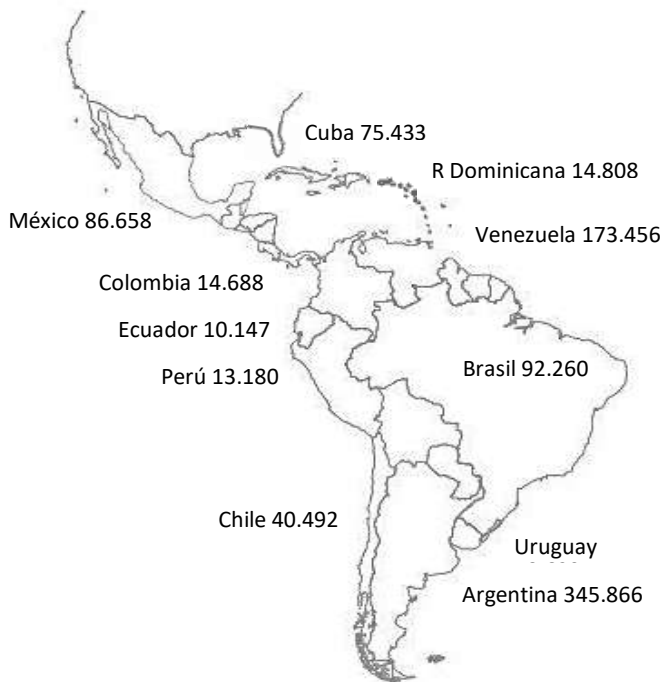 Cuba 75.433
R Dominicana 14.808
México 86.658
Venezuela 173.456
Colombia 14.688
Ecuador 10.147
Perú 13.180
Brasil 92.260
Chile 40.492
Uruguay
Argentina 345.866